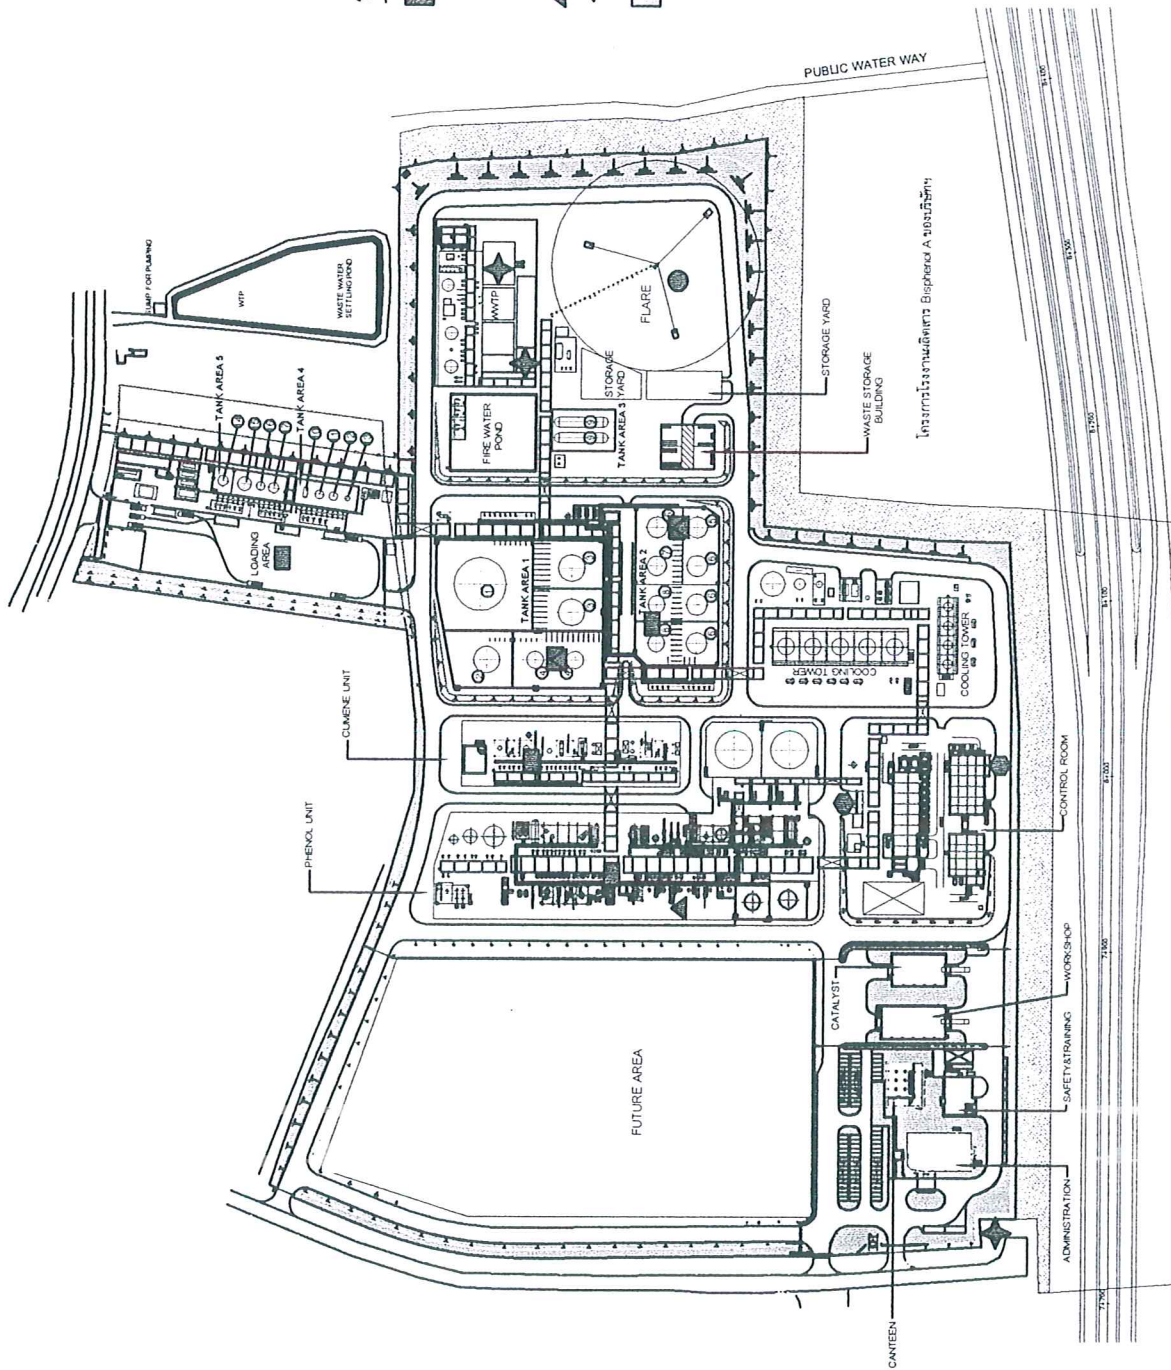 PUBLIC WATER WAY
SUMP FOR PUMPING
WTP
WASTE WATER
SETTLING POND
TANK AREA 5
TANK AREA 4
LOADING
AREA
WWTP
FIRE WATER
POND
FLARE
STORAGE
YARD
TANK AREA 3
STORAGE YARD
WASTE STORAGE
BUILDING
โครงการโรงงานผลิตสาร Bisphenol A ของบริษัทฯ
TANK AREA 1
TANK AREA 2
CUMENE UNIT
PHENOL UNIT
COOLING TOWER
COOLING TOWER
CONTROL ROOM
FUTURE AREA
CATALYST
WORKSHOP
SAFETY&TRAINING
ADMINISTRATION
CANTEEN